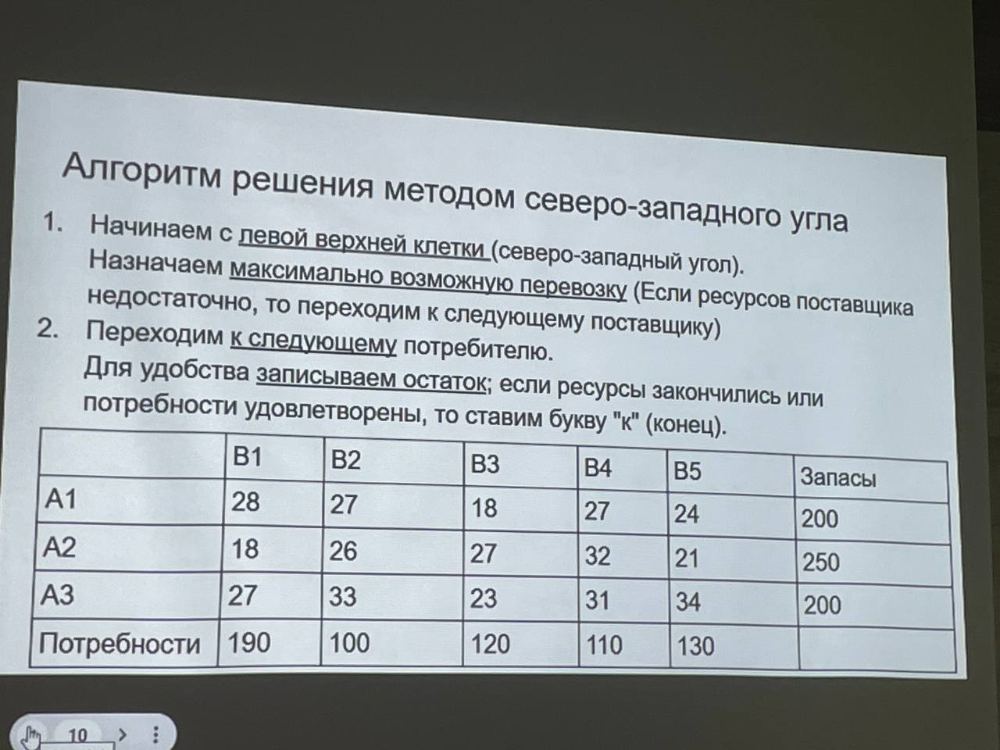 Алгоритм решения методом северо-западного угла
1. Начинаем с левой верхней клетки (северо-западный угол).
Назначаем максимально возможную перевозку (Если ресурсов поставщика
недостаточно, то переходим к следующему поставщику)
2. Переходим к следующему потребителю.
Для удобства записываем остаток; если ресурсы закончились или
потребности удовлетворены, то ставим букву "к" (конец).
B1 B2 B3 B4 B5 Запасы
A1 28 27 18 27 24 200
A2 18 26 27 32 21 250
A3 27 33 23 31 34 200
Потребности 190 100 120 110 130
10